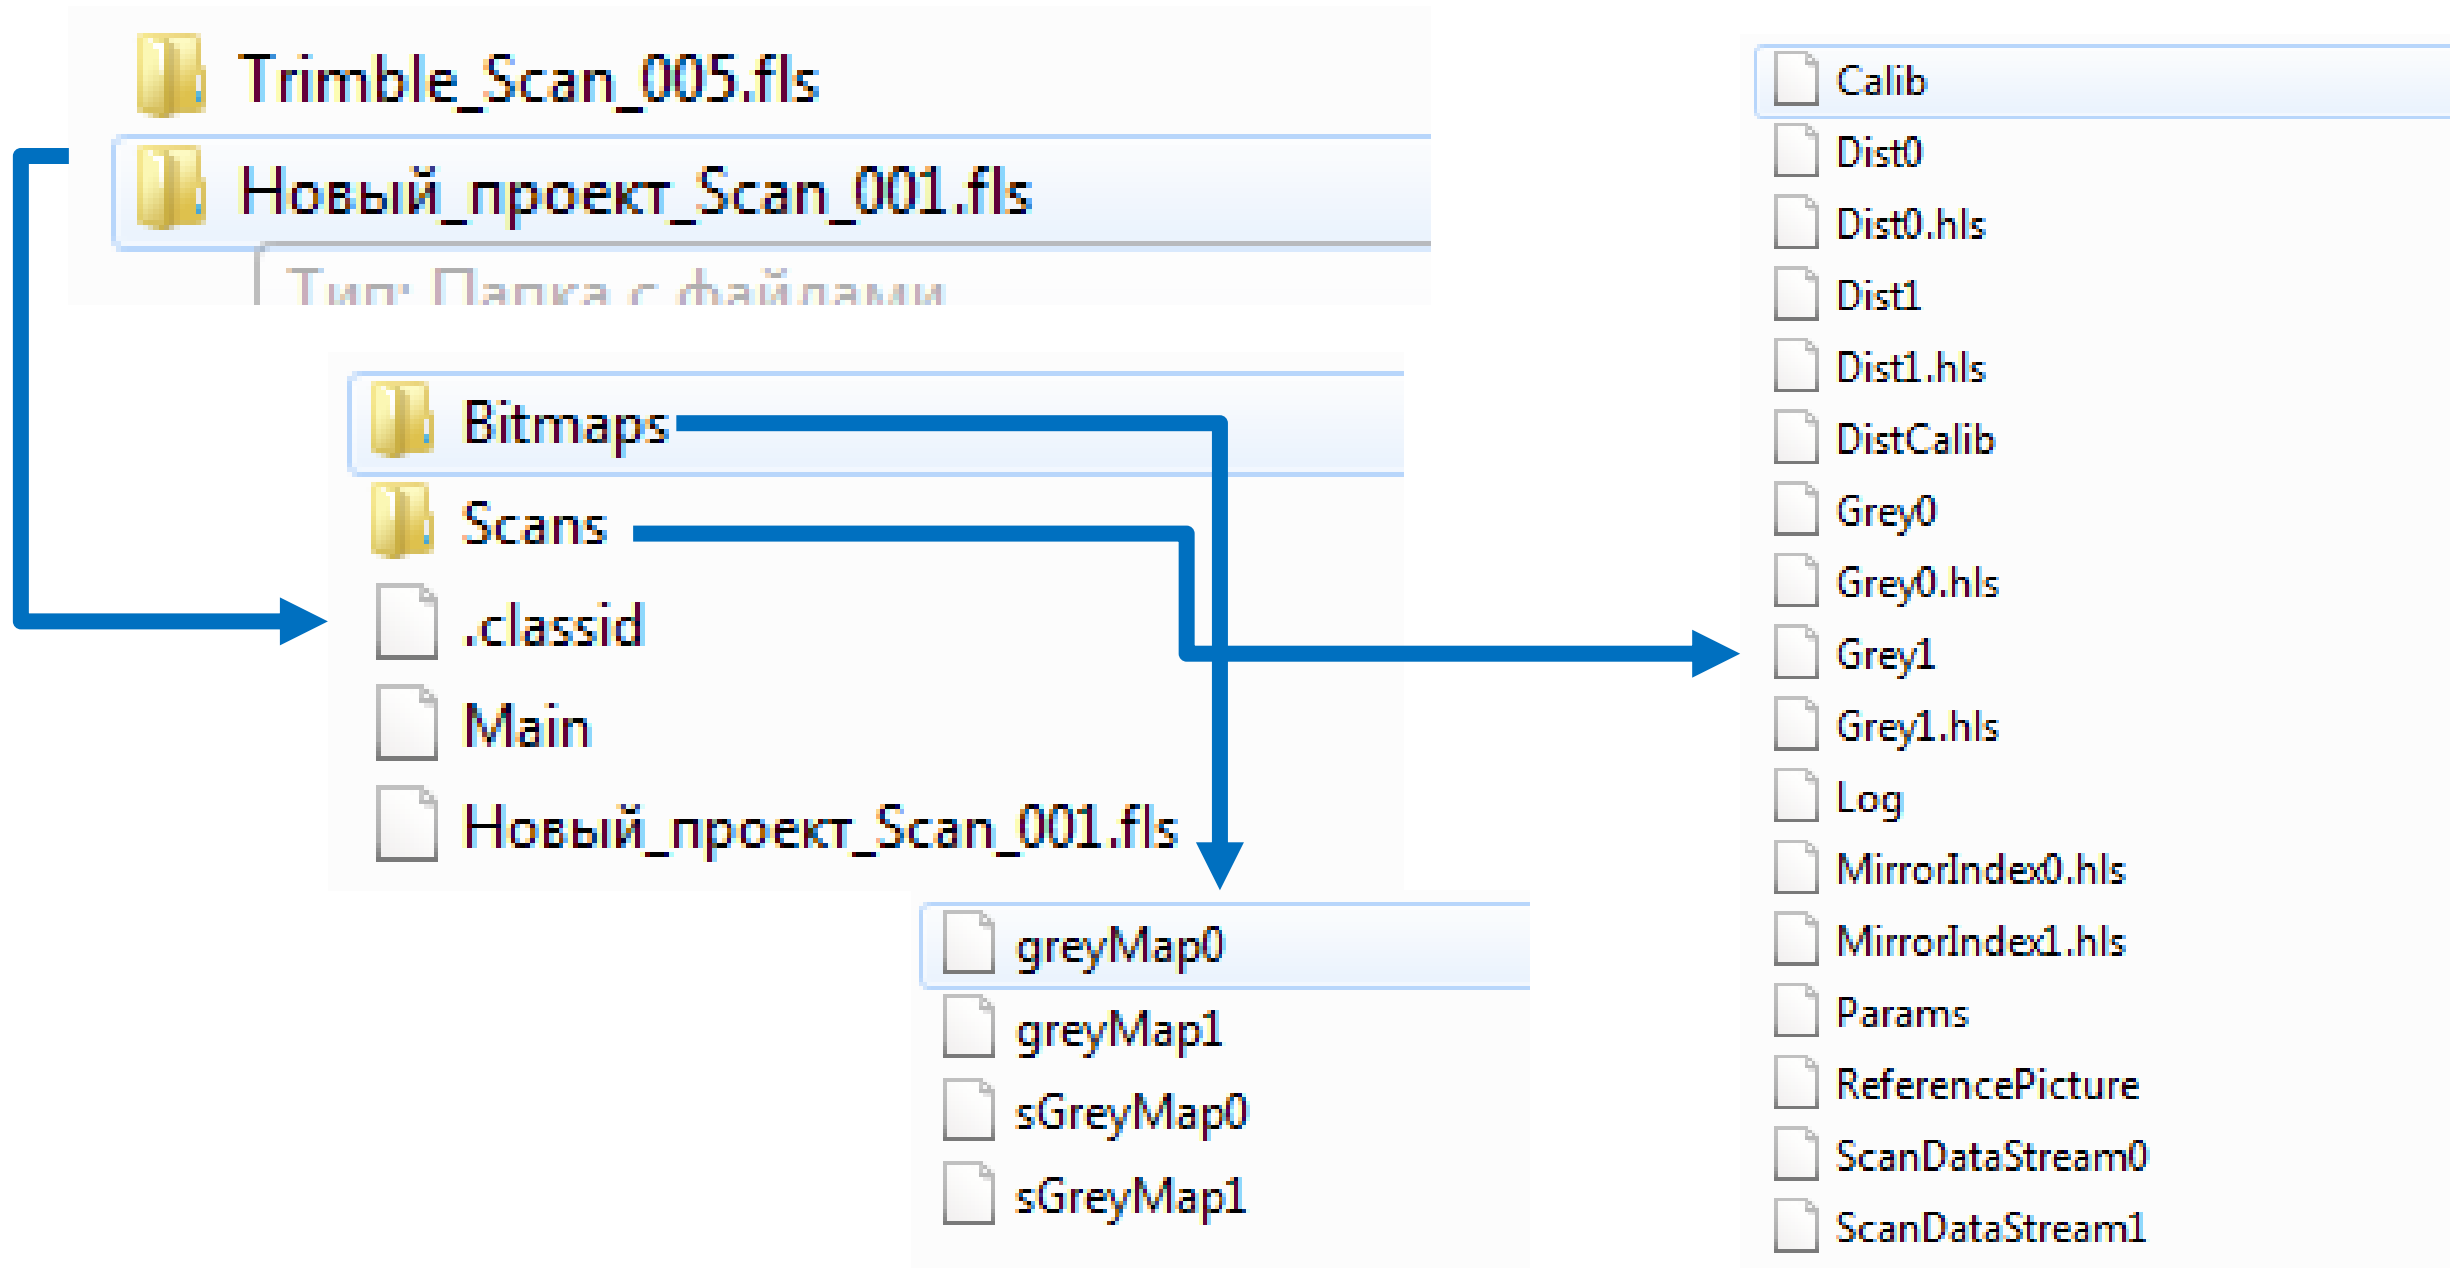 Trimble_Scan_005.fls
Новый_проект_Scan_001.fls
Тип: Папка с файлами
Bitmaps
Scans
.classid
Main
Новый_проект_Scan_001.fls
greyMap0
greyMap1
sGreyMap0
sGreyMap1
Calib
Dist0
Dist0.hls
Dist1
Dist1.hls
DistCalib
Grey0
Grey0.hls
Grey1
Grey1.hls
Log
MirrorIndex0.hls
MirrorIndex1.hls
Params
ReferencePicture
ScanDataStream0
ScanDataStream1